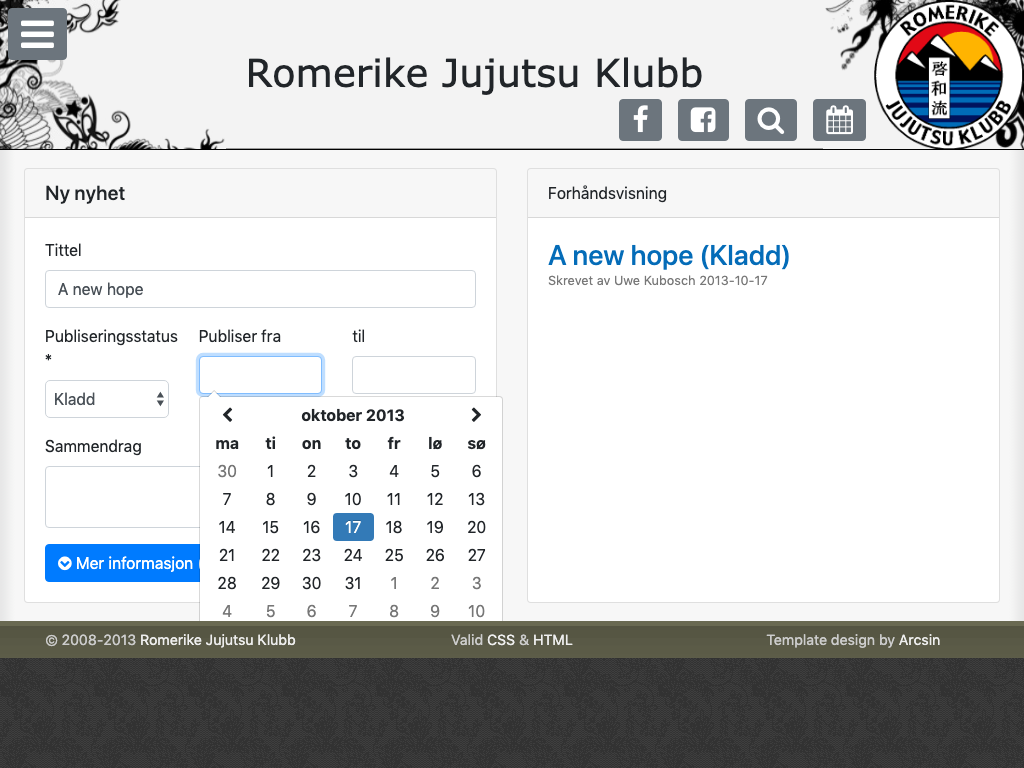 Romerike Jujutsu Klubb
ROMERIKE
啓和流
JUJUTSU KLUBB
Ny nyhet
Tittel
A new hope
Publiseringsstatus *
Publiser fra
til
Kladd
oktober 2013
ma ti on to fr lø sø
30 1 2 3 4 5 6
7 8 9 10 11 12 13
14 15 16 17 18 19 20
21 22 23 24 25 26 27
28 29 30 31 1 2 3
4 5 6 7 8 9 10
Sammendrag
Mer informasjon
Forhåndsvisning
A new hope (Kladd)
Skrevet av Uwe Kubosch 2013-10-17
© 2008-2013 Romerike Jujutsu Klubb
Valid CSS & HTML
Template design by Arcsin